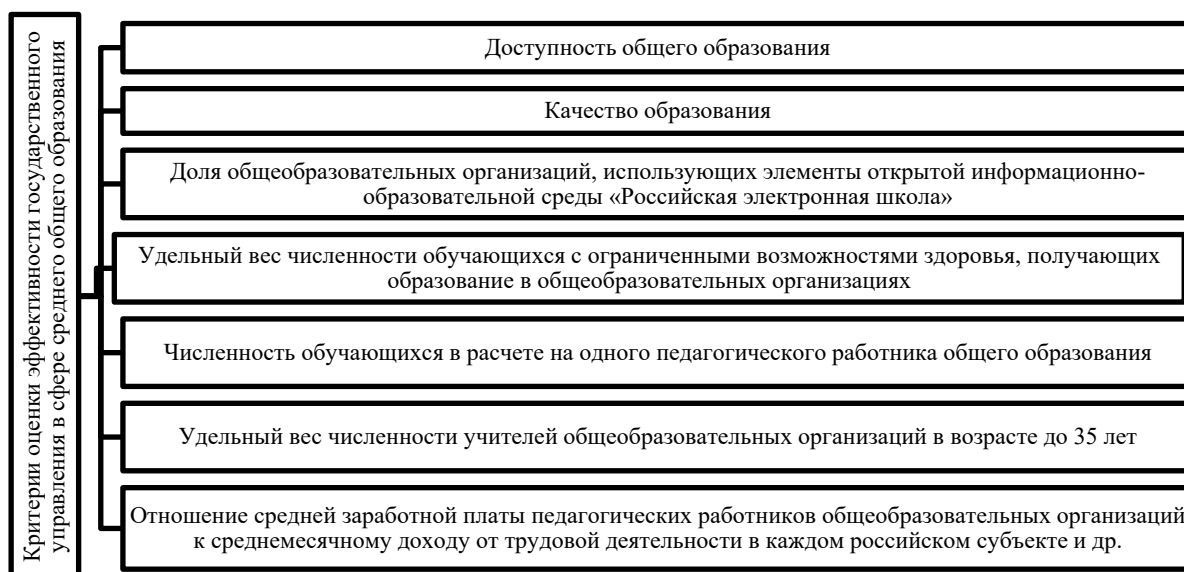 Критерии оценки эффективности государственного
управления в сфере среднего общего образования
Доступность общего образования
Качество образования
Доля общеобразовательных организаций, использующих элементы открытой информационно-
образовательной среды «Российская электронная школа»
Удельный вес численности обучающихся с ограниченными возможностями здоровья, получающих
образование в общеобразовательных организациях
Численность обучающихся в расчете на одного педагогического работника общего образования
Удельный вес численности учителей общеобразовательных организаций в возрасте до 35 лет
Отношение средней заработной платы педагогических работников общеобразовательных организаций
к среднемесячному доходу от трудовой деятельности в каждом российском субъекте и др.